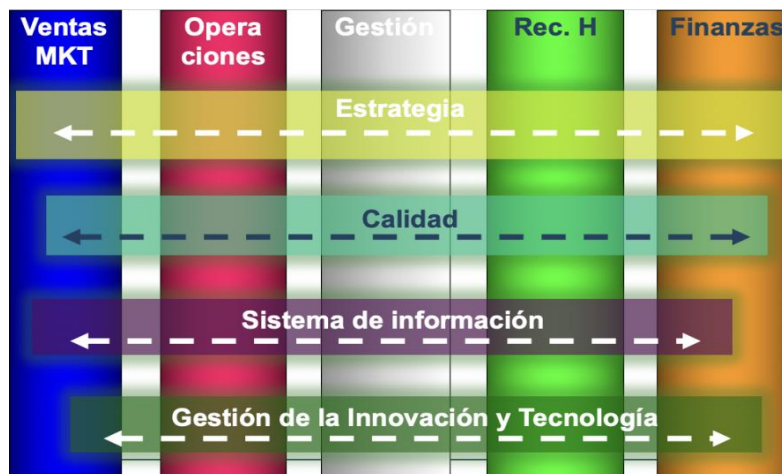 Ventas
MKT
Opera
ciones
Gestión
Rec. H
Finanzas
Estrategia
Calidad
Sistema de información
Gestión de la Innovación y Tecnología